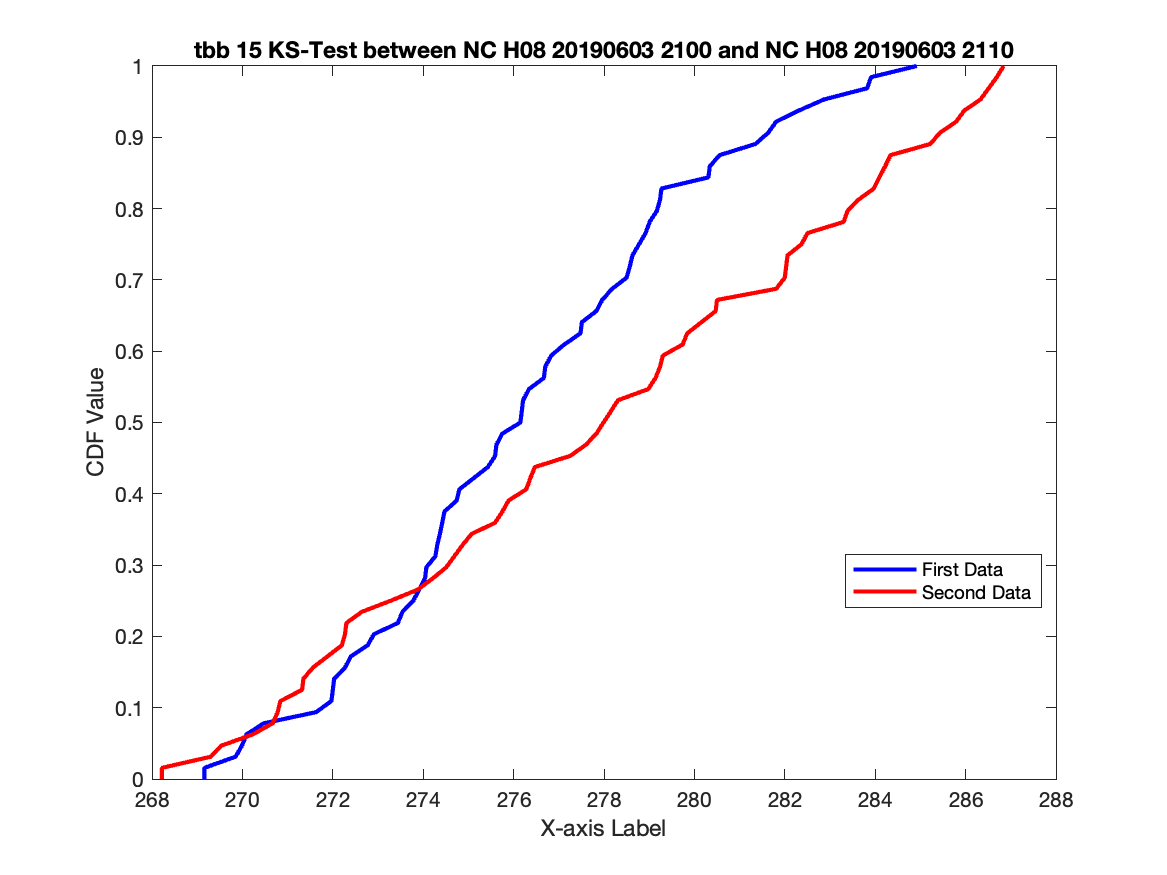 tbb 15 KS-Test between NC H08 20190603 2100 and NC H08 20190603 2110
1
0.9
0.8
0.7
0.6
0.5
0.4
0.3
0.2
0.1
0
CDF Value
First Data
Second Data
268 270 272 274 276 278 280 282 284 286 288
X-axis Label